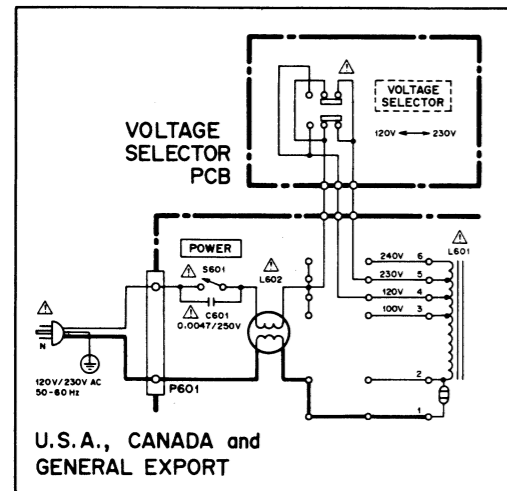 VOLTAGE
SELECTOR
120V ◄─► 230V
VOLTAGE
SELECTOR
PCB
POWER
S601
L602
C601
0.0047/250V
240V 6
230V 5
120V 4
100V 3
2
1
L601
N
120V/230V AC
50-60 Hz
P601
U.S.A., CANADA and
GENERAL EXPORT